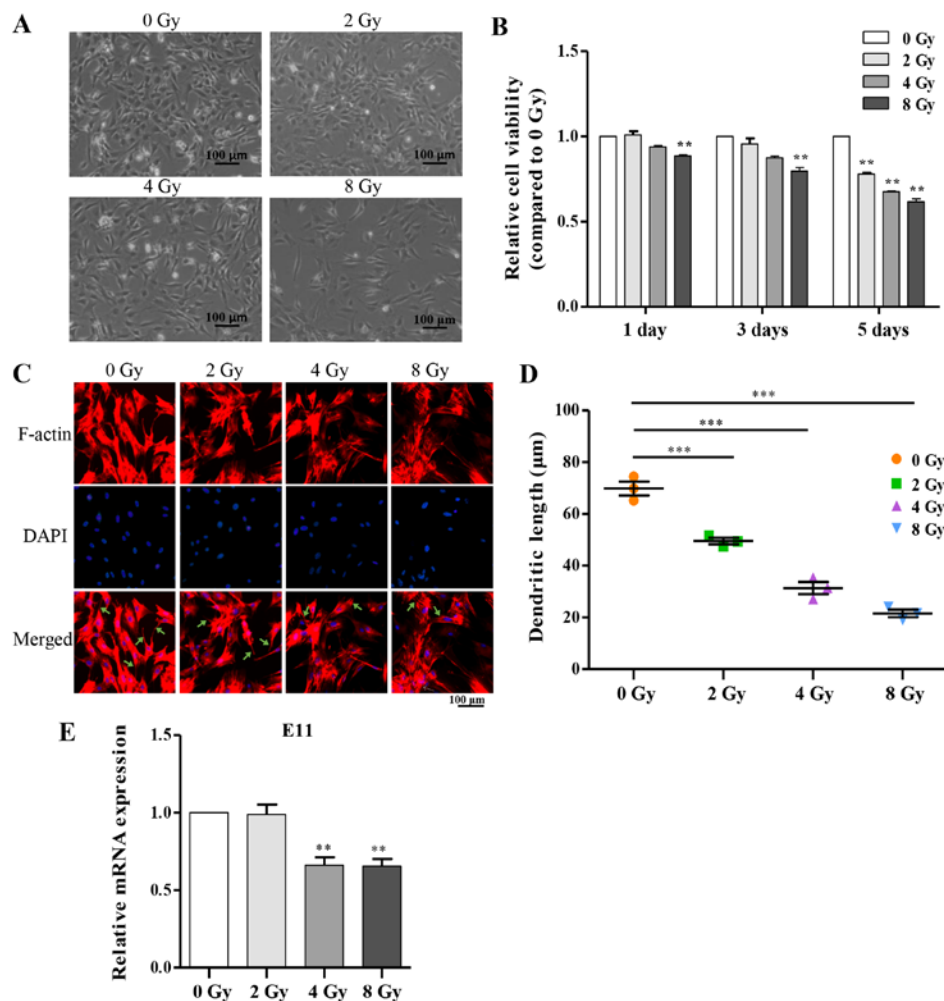 A
0 Gy
2 Gy
100 μm
100 μm
4 Gy
8 Gy
100 μm
100 μm
B
Relative cell viability
(compared to 0 Gy)
1.5
1.0
0.5
0.0
0 Gy
2 Gy
4 Gy
8 Gy
**
**
**
**
**
1 day
3 days
5 days
C
0 Gy
2 Gy
4 Gy
8 Gy
F-actin
DAPI
Merged
100 μm
D
Dendritic length (μm)
100
80
60
40
20
0
***
***
***
0 Gy
2 Gy
4 Gy
8 Gy
0 Gy
2 Gy
4 Gy
8 Gy
E
E11
Relative mRNA expression
1.5
1.0
0.5
0.0
**
**
0 Gy
2 Gy
4 Gy
8 Gy